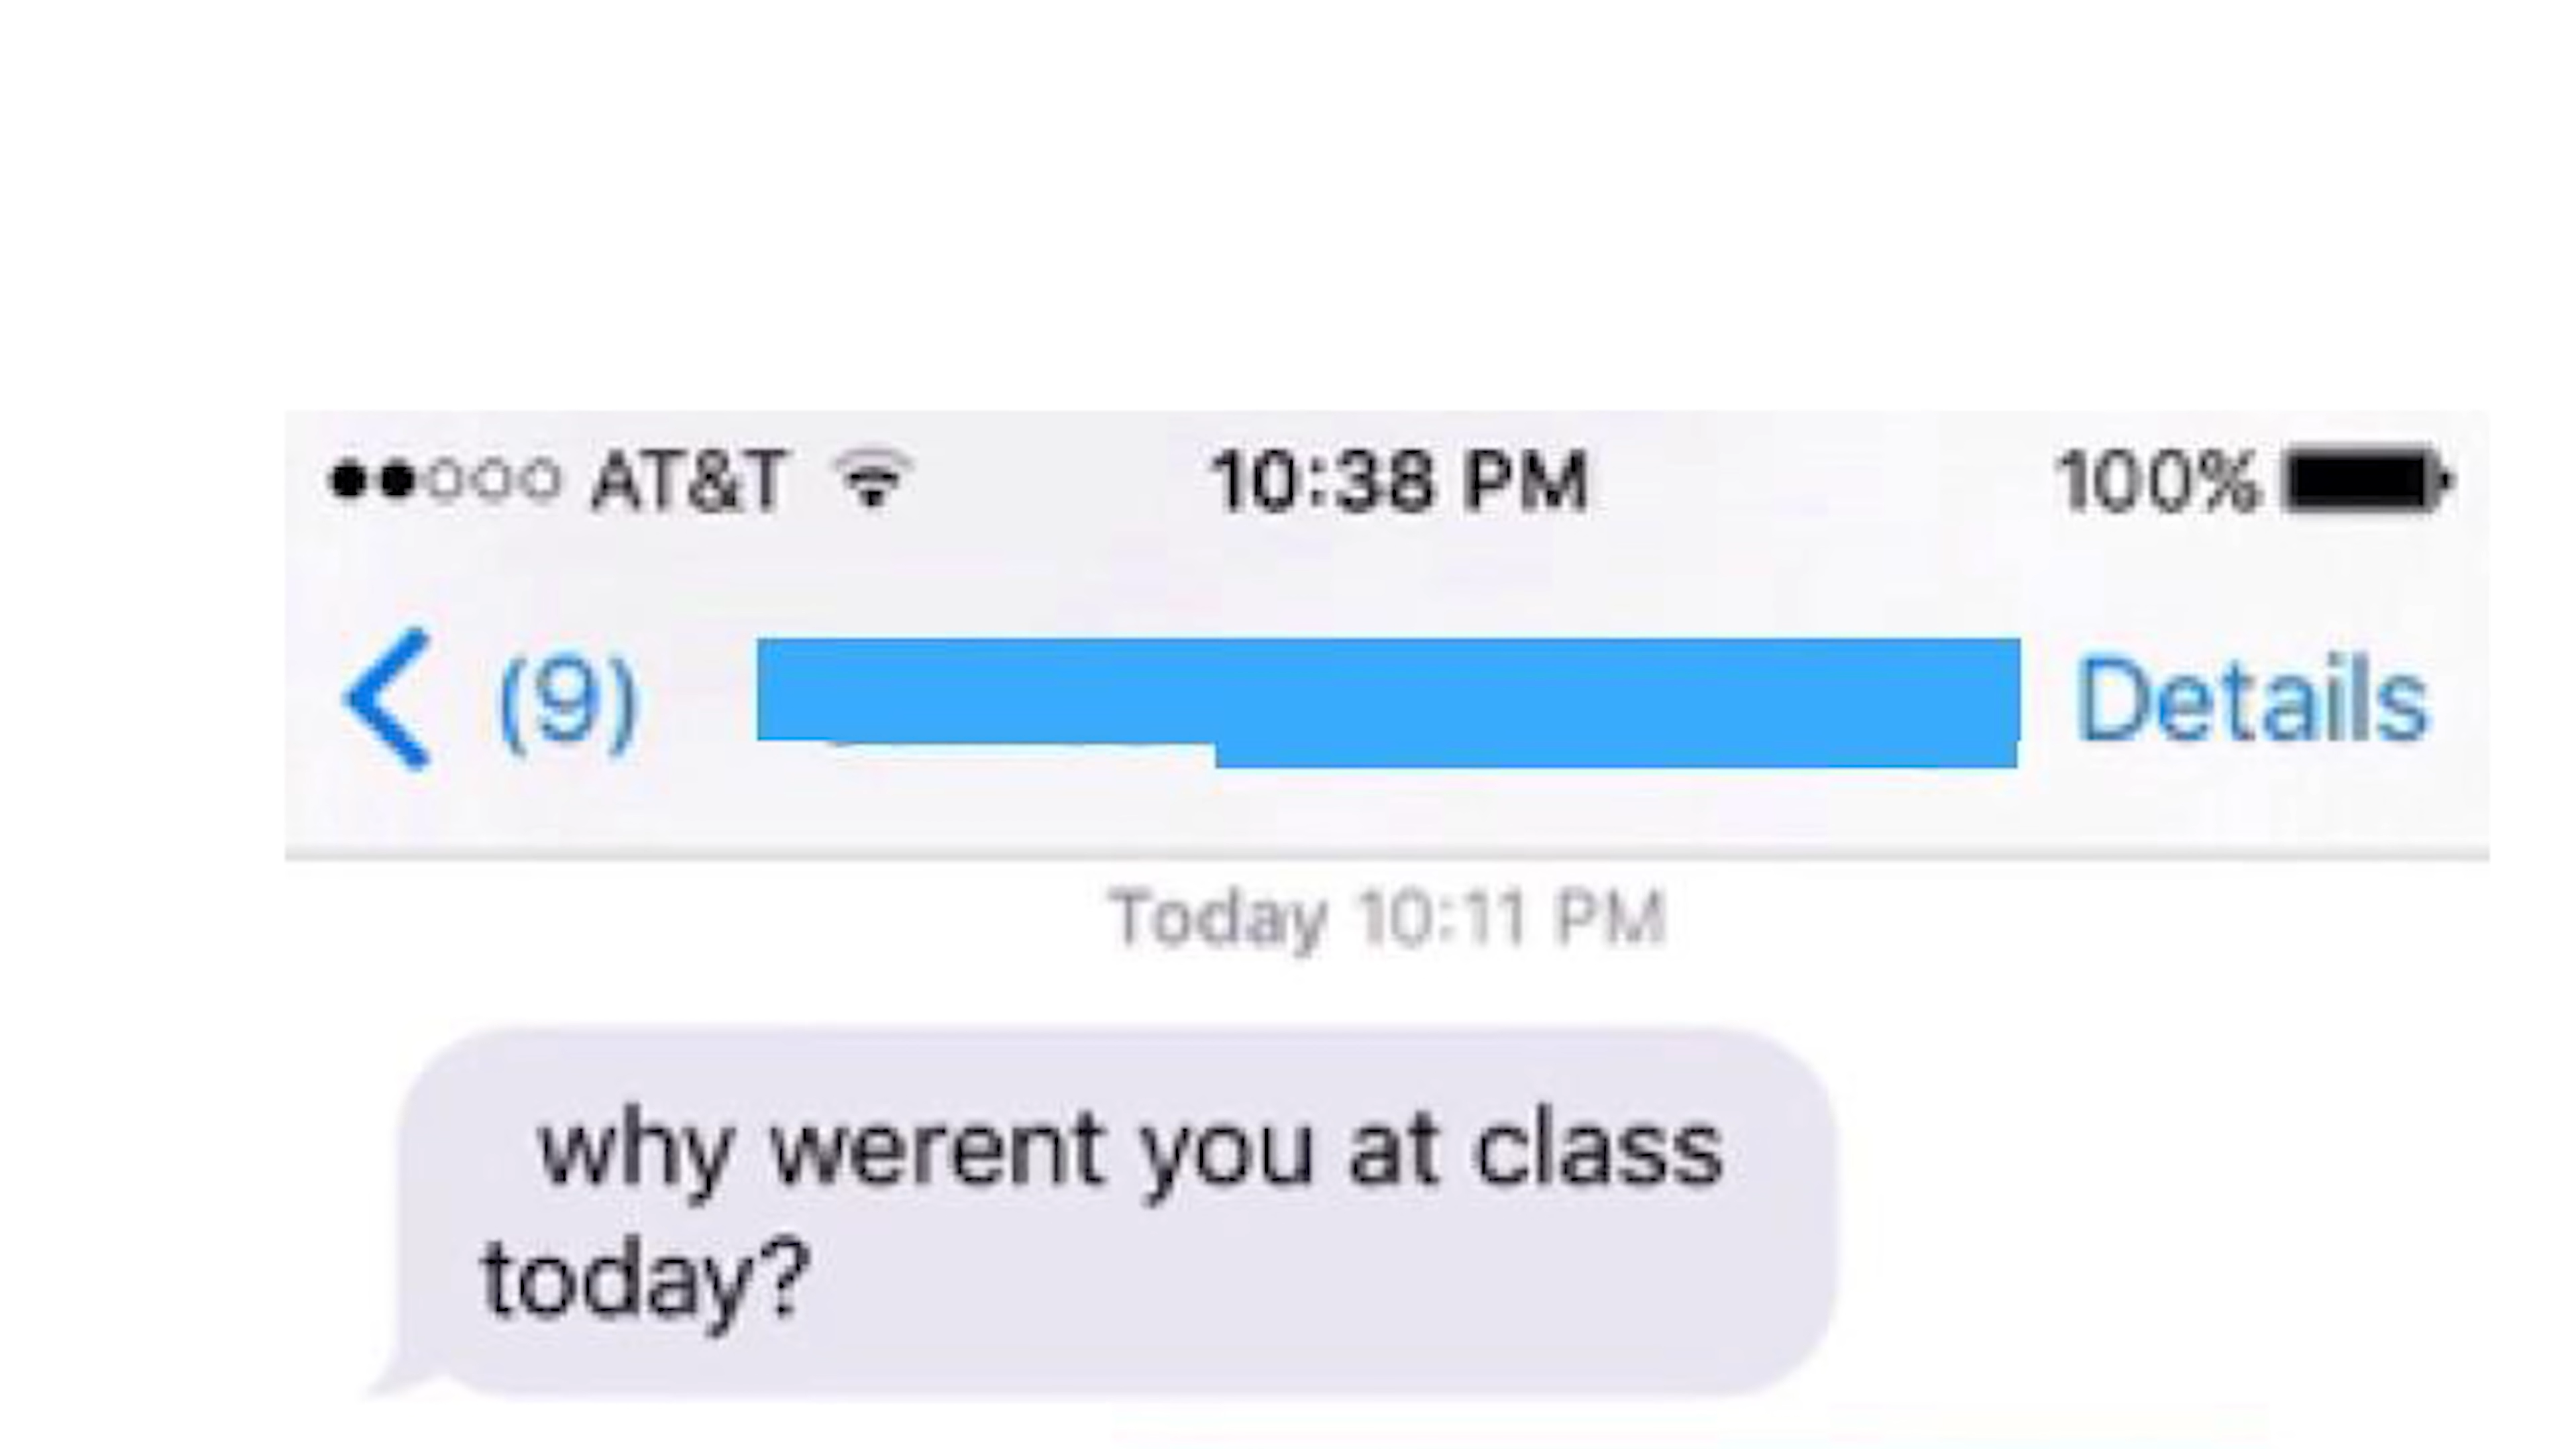 AT&T 10:38 PM 100%
(9) Details
Today 10:11 PM
why werent you at class
today?